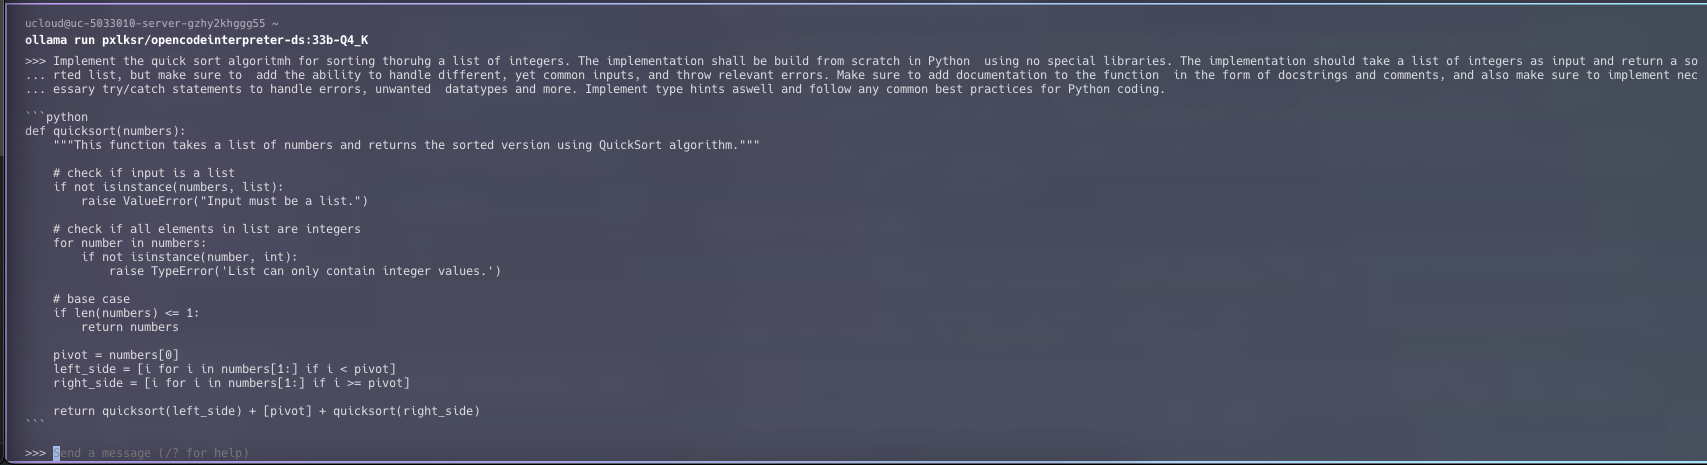 ucloud@uc-5033010-server-gzhy2khggg55 ~
ollama run pxlksr/opencodeinterpreter-ds:33b-Q4_K
>>> Implement the quick sort algoritmh for sorting thoruhg a list of integers. The implementation shall be build from scratch in Python  using no special libraries. The implementation should take a list of integers as input and return a so
... rted list, but make sure to  add the ability to handle different, yet common inputs, and throw relevant errors. Make sure to add documentation to the function  in the form of docstrings and comments, and also make sure to implement nec
... essary try/catch statements to handle errors, unwanted  datatypes and more. Implement type hints aswell and follow any common best practices for Python coding.
```python
def quicksort(numbers):
    """This function takes a list of numbers and returns the sorted version using QuickSort algorithm."""
    # check if input is a list
    if not isinstance(numbers, list):
        raise ValueError("Input must be a list.")
    # check if all elements in list are integers
    for number in numbers:
        if not isinstance(number, int):
            raise TypeError('List can only contain integer values.')
    # base case
    if len(numbers) <= 1:
        return numbers
    pivot = numbers[0]
    left_side = [i for i in numbers[1:] if i < pivot]
    right_side = [i for i in numbers[1:] if i >= pivot]
    return quicksort(left_side) + [pivot] + quicksort(right_side)
```
>>> Send a message (/? for help)